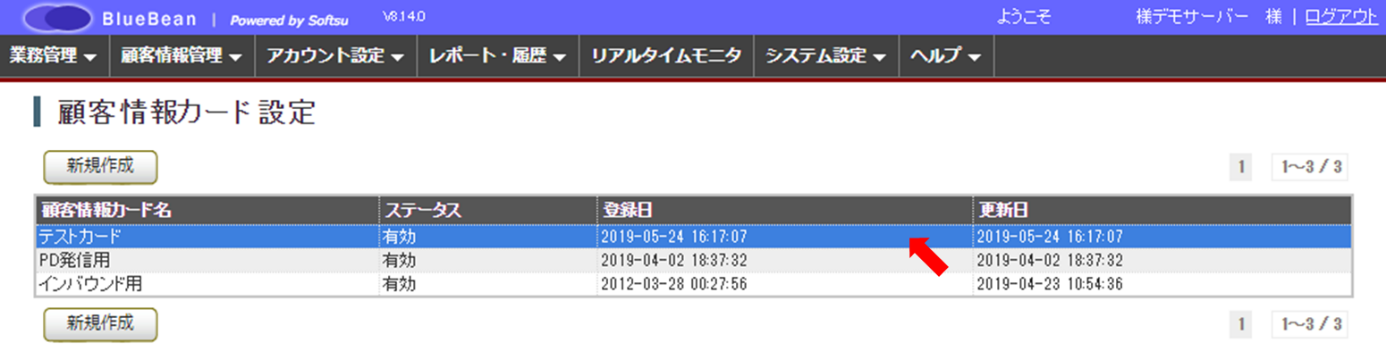 BlueBean | Powered by Softsu V8.14.0 ようこそ 様デモサーバー 様 | ログアウト
業務管理 顧客情報管理 アカウント設定 レポート・履歴 リアルタイムモニタ システム設定 ヘルプ
顧客情報カード設定
新規作成 1 1～3 / 3
顧客情報カード名 ステータス 登録日 更新日
テストカード 有効 2019-05-24 16:17:07 2019-05-24 16:17:07
PD発信用 有効 2019-04-02 18:37:32 2019-04-02 18:37:32
インバウンド用 有効 2012-03-28 00:27:56 2019-04-23 10:54:36
新規作成 1 1～3 / 3